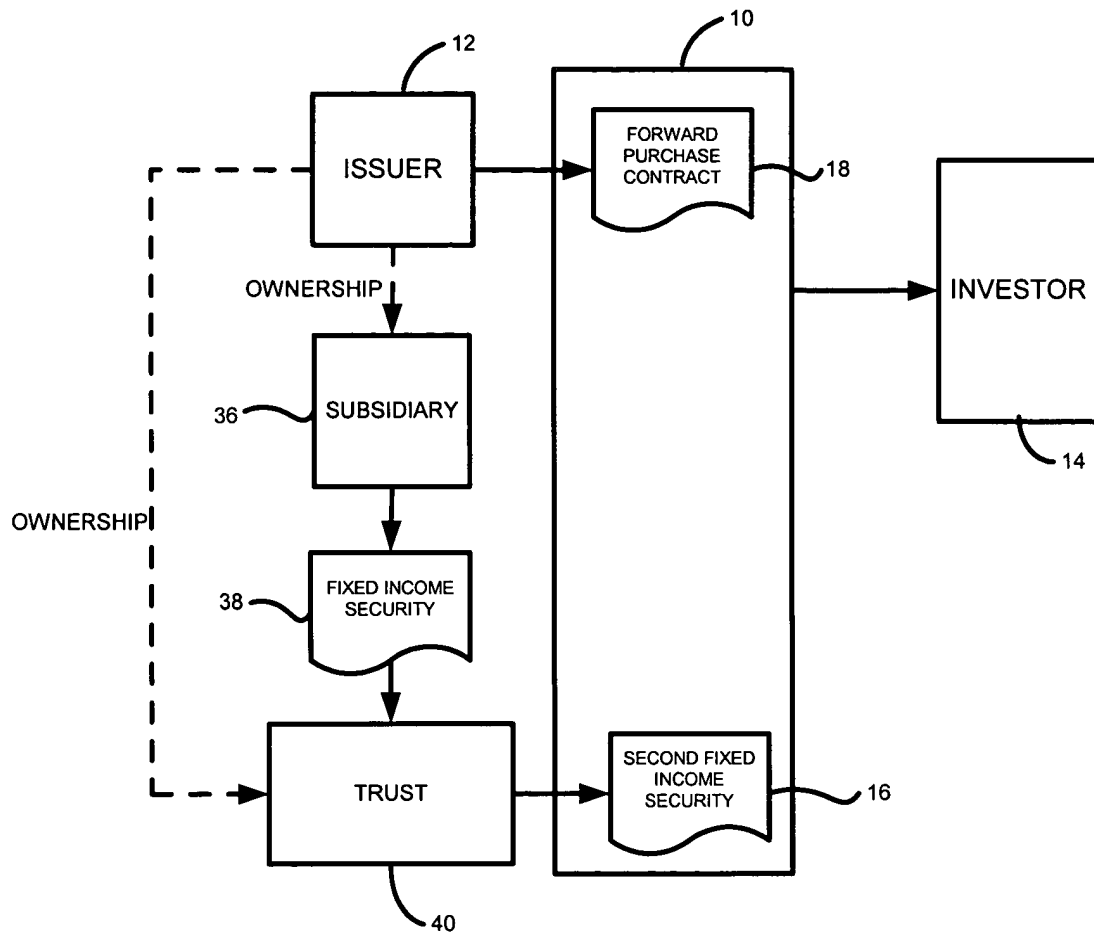 10
12
ISSUER
FORWARD
PURCHASE
CONTRACT
18
OWNERSHIP
INVESTOR
14
SUBSIDIARY
36
OWNERSHIP
FIXED INCOME
SECURITY
38
TRUST
40
SECOND FIXED
INCOME
SECURITY
16